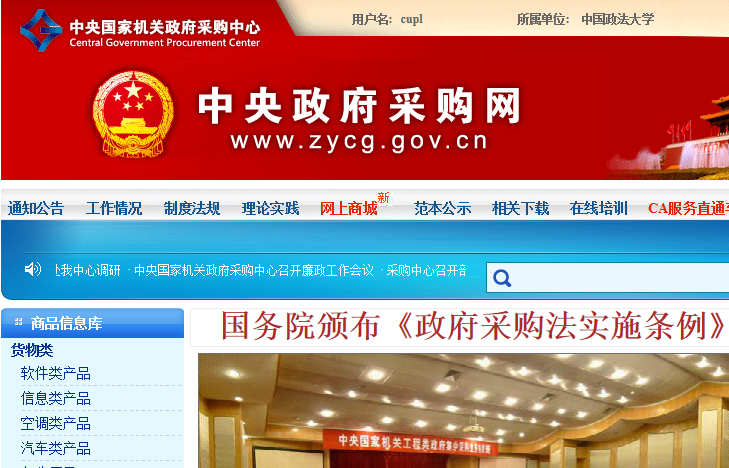 中央国家机关政府采购中心
Central Government Procurement Center
用户名: cupl 所属单位: 中国政法大学
中央政府采购网
www.zycg.gov.cn
通知公告 工作情况 制度法规 理论实践 网上商城 新 范本公示 相关下载 在线培训 CA服务直通
我中心调研 ·中央国家机关政府采购中心召开廉政工作会议 ·采购中心召开
商品信息库
国务院颁布《政府采购法实施条例》
货物类
软件类产品
信息类产品
空调类产品
汽车类产品
中央国家机关工程类政府集中采购